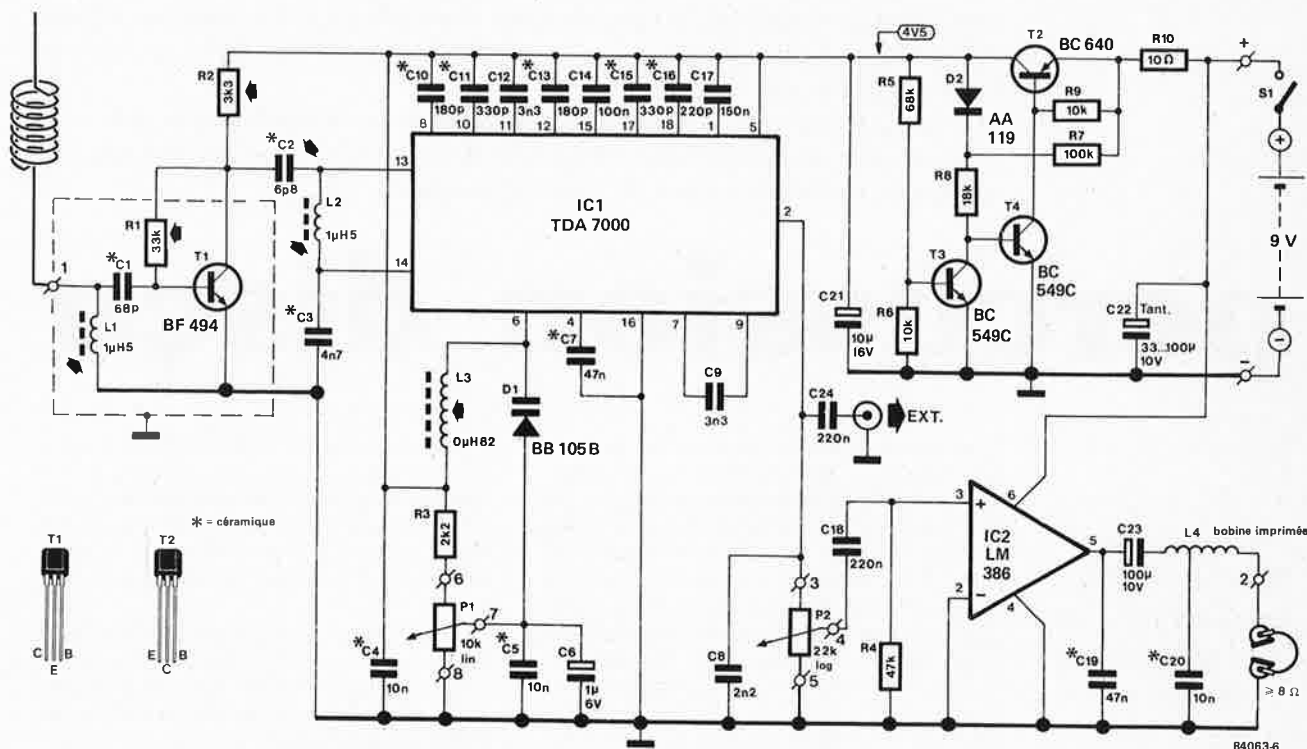 4V5
T2
BC 640
R10
10Ω
+
S1
R2
3k3
*C10
180p
*C11
330p
C12
3n3
*C13
180p
C14
100n
*C15
330p
*C16
220p
C17
150n
8
10
11
12
15
17
18
1
5
R5
68k
D2
AA
119
R9
10k
R7
100k
R8
18k
T4
BC
549C
T3
BC
549C
R6
10k
+
9 V
−
−
*C2
6p8
13
L2
1µH5
14
IC1
TDA 7000
2
R1
33k
1
*C1
68p
T1
BF 494
L1
1µH5
*C3
4n7
6
4
16
7
9
*C7
47n
C9
3n3
L3
0µH82
D1
BB 105B
C21
10µ
16V
C22
Tant.
33...100µ
10V
C24
220n
EXT.
* = céramique
T1
C
E
B
T2
E
C
B
R3
2k2
6
P1
10k
lin
7
8
*C4
10n
*C5
10n
C6
1µ
6V
C8
2n2
3
P2
22k
log
4
5
C18
220n
R4
47k
3
+
2
−
IC2
LM
386
6
4
5
C23
100µ
10V
L4
bobine imprimée
2
*C19
47n
*C20
10n
≥ 8 Ω
84063-6